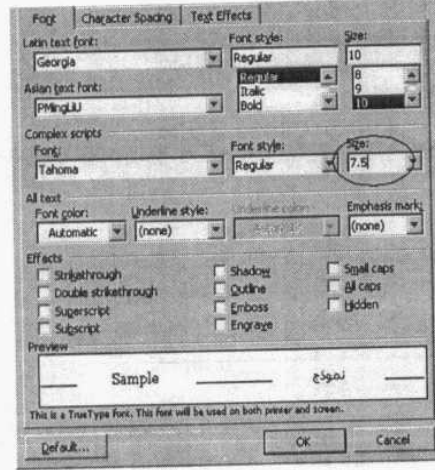 Font Character Spacing Text Effects
Latin text font: Font style: Size:
Georgia Regular 10
Regular 8
Asian text font: Italic 9
PMingLiU Bold 10
Complex scripts
Font: Font style: Size:
Tahoma Regular 7.5
All text
Font color: Underline style: Underline color: Emphasis mark:
Automatic (none) Automatic (none)
Effects
Strikethrough Shadow Small caps
Double strikethrough Outline All caps
Superscript Emboss Hidden
Subscript Engrave
Preview
Sample نموذج
This is a TrueType font. This font will be used on both printer and screen.
Default... OK Cancel